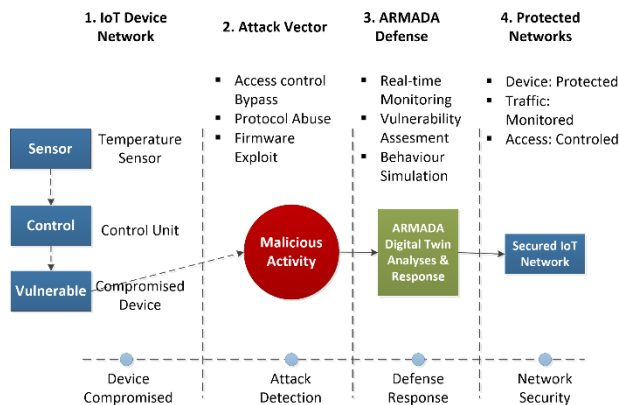 1. IoT Device
Network
2. Attack Vector
3. ARMADA
Defense
4. Protected
Networks
Access control
Bypass
Protocol Abuse
Firmware
Exploit
Real-time
Monitoring
Vulnerability
Assesment
Behaviour
Simulation
Device: Protected
Traffic:
Monitored
Access: Controled
Sensor
Temperature
Sensor
Control
Control Unit
Vulnerable
Compromised
Device
Malicious
Activity
ARMADA
Digital Twin
Analyses &
Response
Secured IoT
Network
Device
Compromised
Attack
Detection
Defense
Response
Network
Security